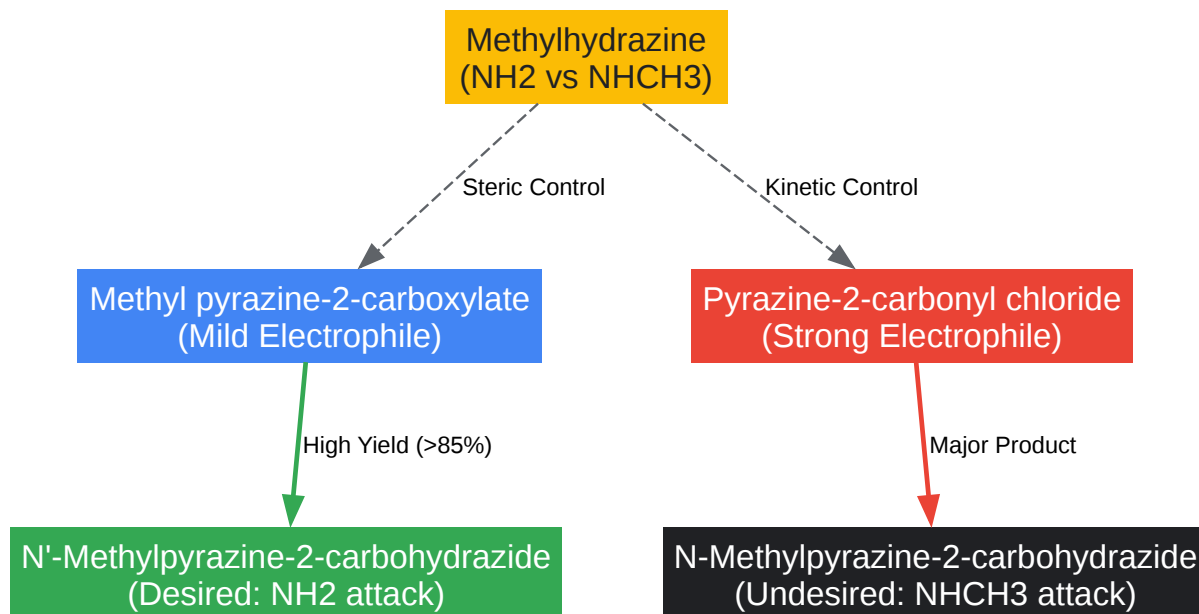 Methylhydrazine
(NH2 vs NHCH3)
Steric Control
Kinetic Control
Methyl pyrazine-2-carboxylate
(Mild Electrophile)
Pyrazine-2-carbonyl chloride
(Strong Electrophile)
High Yield (>85%)
Major Product
N'-Methylpyrazine-2-carbohydrazide
(Desired: NH2 attack)
N-Methylpyrazine-2-carbohydrazide
(Undesired: NHCH3 attack)